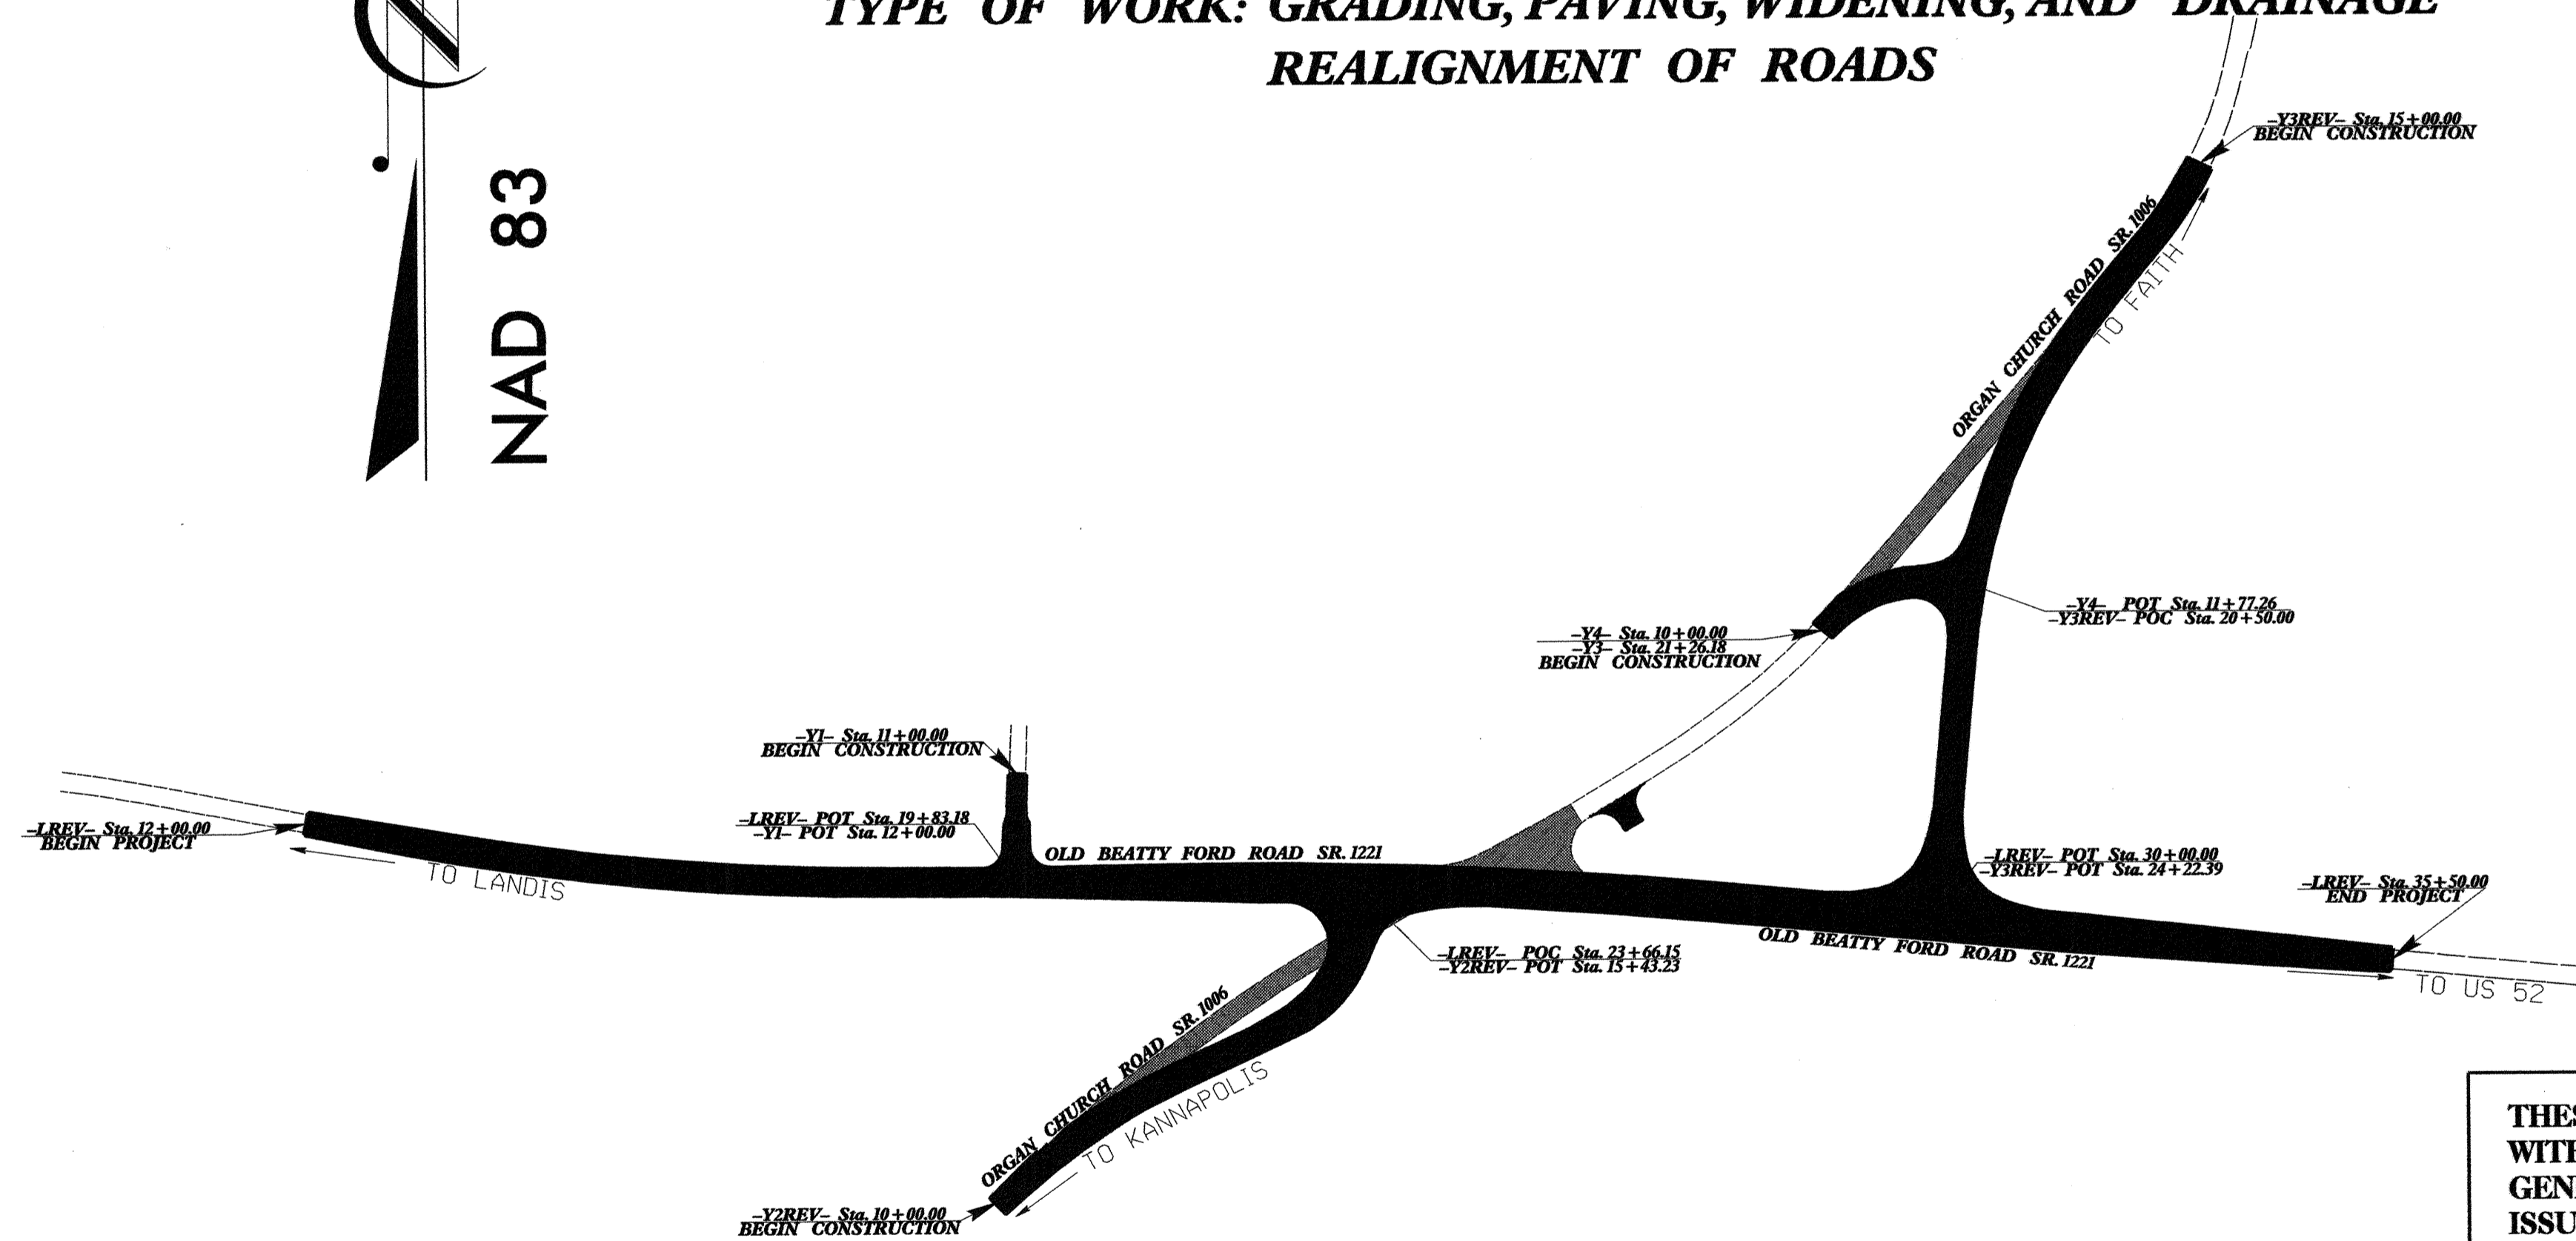 TYPE OF WORK: GRADING, PAVING, WIDENING, AND DRAINAGE
REALIGNMENT OF ROADS
N
NAD 83
-Y3REV- Sta. 15+00.00
BEGIN CONSTRUCTION
ORGAN CHURCH ROAD SR. 1006
TO FAITH
-Y4- POT Sta. 11+77.26
-Y3REV- POC Sta. 20+50.00
-Y4- Sta. 10+00.00
-Y3- Sta. 21+26.18
BEGIN CONSTRUCTION
-Y1- Sta. 11+00.00
BEGIN CONSTRUCTION
-LREV- POT Sta. 19+83.18
-Y1- POT Sta. 12+00.00
-LREV- Sta. 12+00.00
BEGIN PROJECT
TO LANDIS
OLD BEATTY FORD ROAD SR. 1221
-LREV- POT Sta. 30+00.00
-Y3REV- POT Sta. 24+22.39
-LREV- Sta. 35+50.00
END PROJECT
OLD BEATTY FORD ROAD SR. 1221
TO US 52
-LREV- POC Sta. 23+66.15
-Y2REV- POT Sta. 15+43.23
ORGAN CHURCH ROAD SR. 1006
TO KANNAPOLIS
-Y2REV- Sta. 10+00.00
BEGIN CONSTRUCTION
THES
WITH
GEN
ISSU